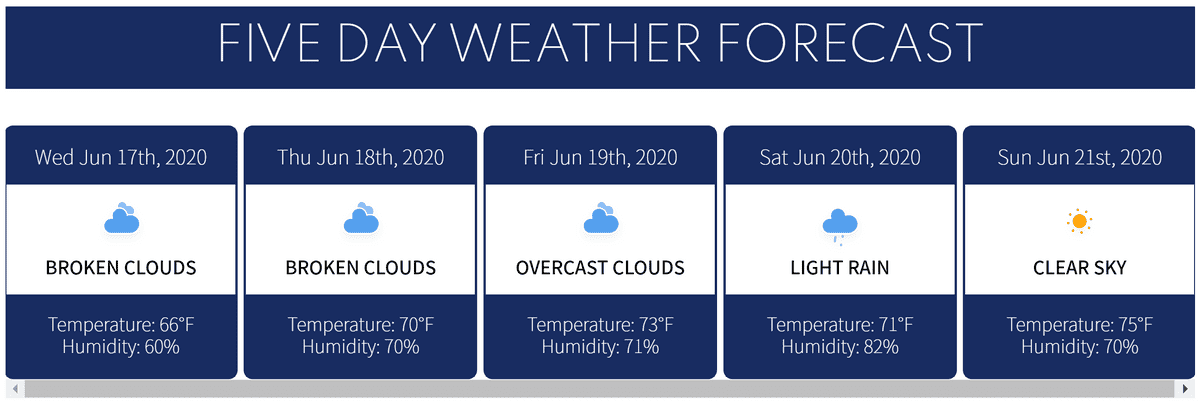 FIVE DAY WEATHER FORECAST
Wed Jun 17th, 2020
BROKEN CLOUDS
Temperature: 66°F
Humidity: 60%
Thu Jun 18th, 2020
BROKEN CLOUDS
Temperature: 70°F
Humidity: 70%
Fri Jun 19th, 2020
OVERCAST CLOUDS
Temperature: 73°F
Humidity: 71%
Sat Jun 20th, 2020
LIGHT RAIN
Temperature: 71°F
Humidity: 82%
Sun Jun 21st, 2020
CLEAR SKY
Temperature: 75°F
Humidity: 70%